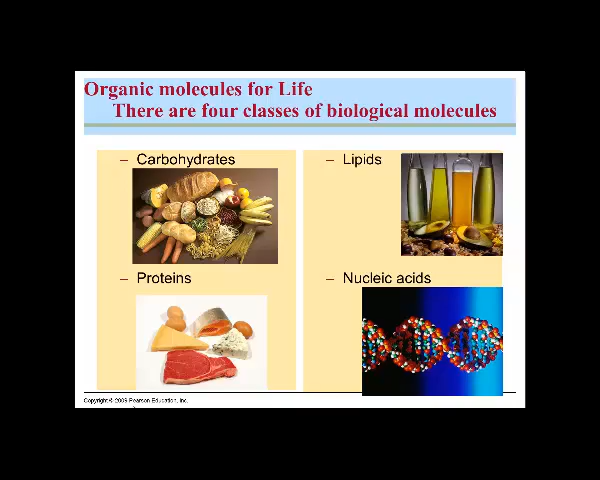 Organic molecules for Life
There are four classes of biological molecules
– Carbohydrates
– Lipids
– Proteins
– Nucleic acids
Copyright © 2009 Pearson Education, Inc.